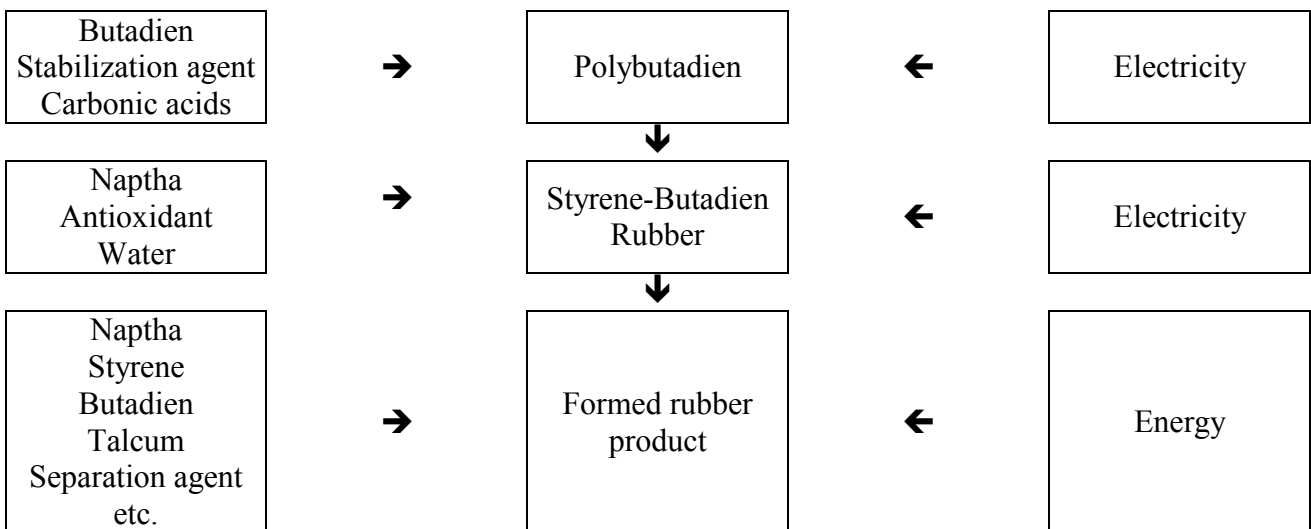 Butadien
Stabilization agent
Carbonic acids
➔
Polybutadien
🡰
Electricity
🡳
Naptha
Antioxidant
Water
➔
Styrene-Butadien
Rubber
🡰
Electricity
🡳
Naptha
Styrene
Butadien
Talcum
Separation agent
etc.
➔
Formed rubber
product
🡰
Energy